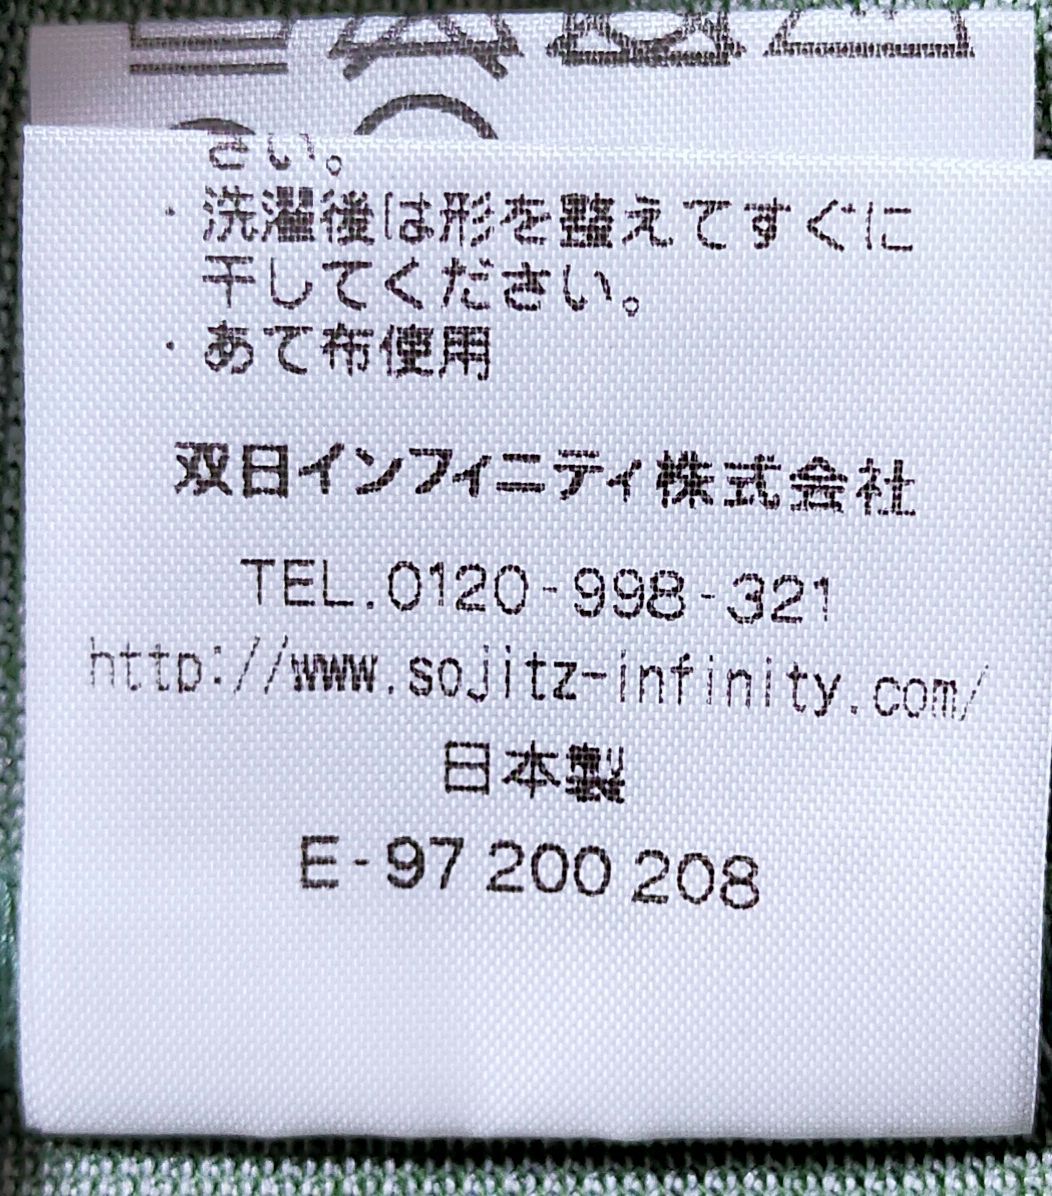 さい。
・洗濯後は形を整えてすぐに
干してください。
・あて布使用
双日インフィニティ株式会社
TEL.0120-998-321
http://www.sojitz-infinity.com/
日本製
E-97 200 208